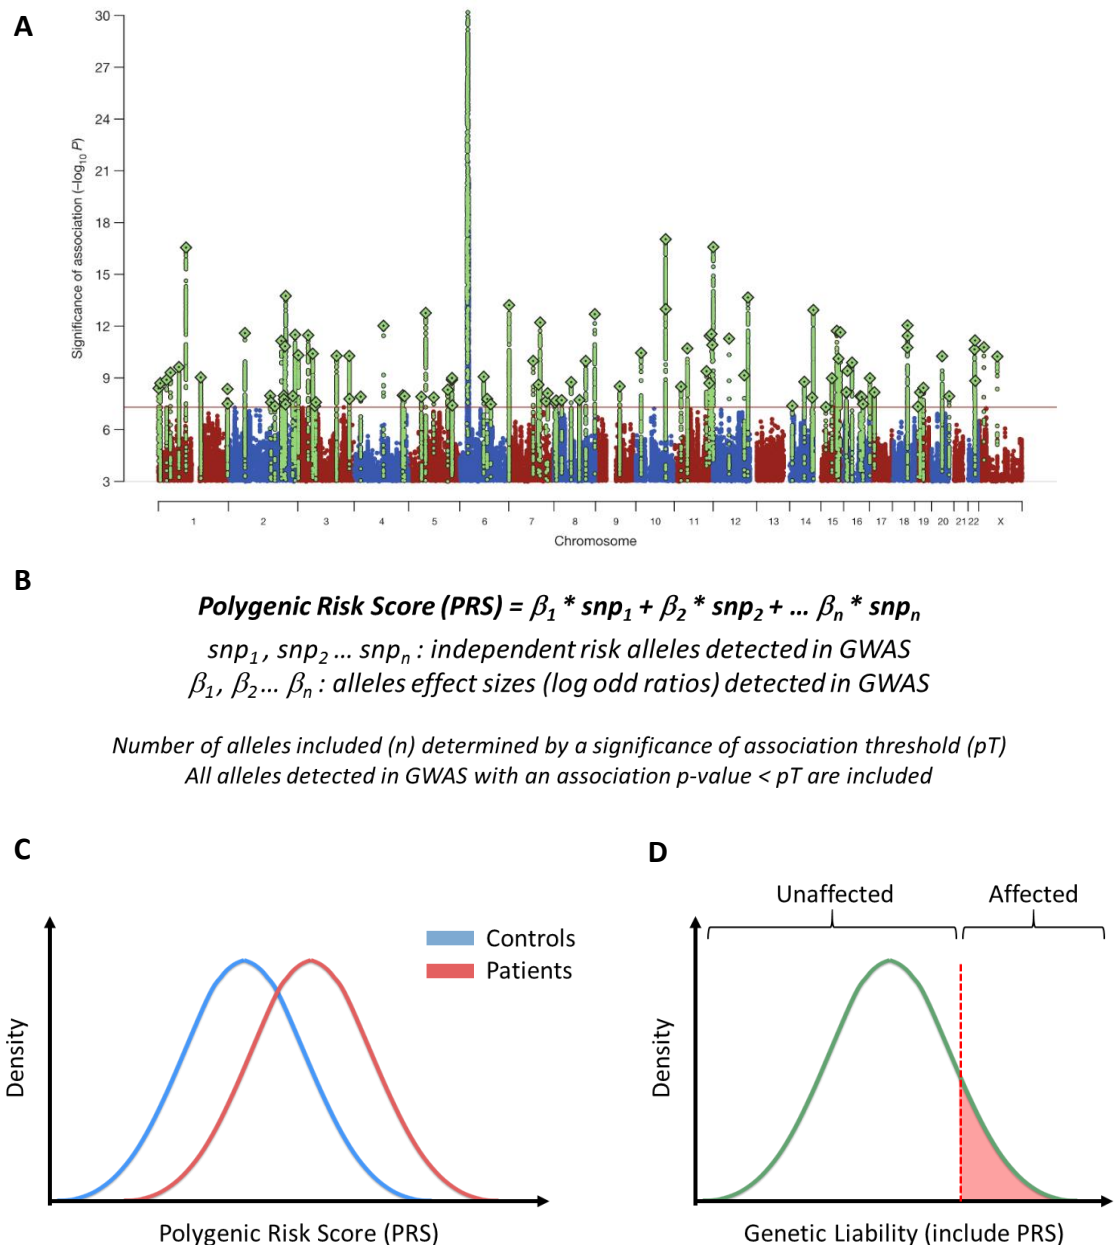 A
30
27
24
21
18
15
12
9
6
3
Significance of association (–log10 P)
1 2 3 4 5 6 7 8 9 10 11 12 13 14 15 16 17 18 19 20 21 22 X
Chromosome
B
Polygenic Risk Score (PRS) = β1 * snp1 + β2 * snp2 + ... βn * snpn
snp1 , snp2 ... snpn : independent risk alleles detected in GWAS
β1, β2... βn : alleles effect sizes (log odd ratios) detected in GWAS
Number of alleles included (n) determined by a significance of association threshold (pT)
All alleles detected in GWAS with an association p-value < pT are included
C
Controls
Patients
Density
Polygenic Risk Score (PRS)
D
Unaffected Affected
Density
Genetic Liability (include PRS)